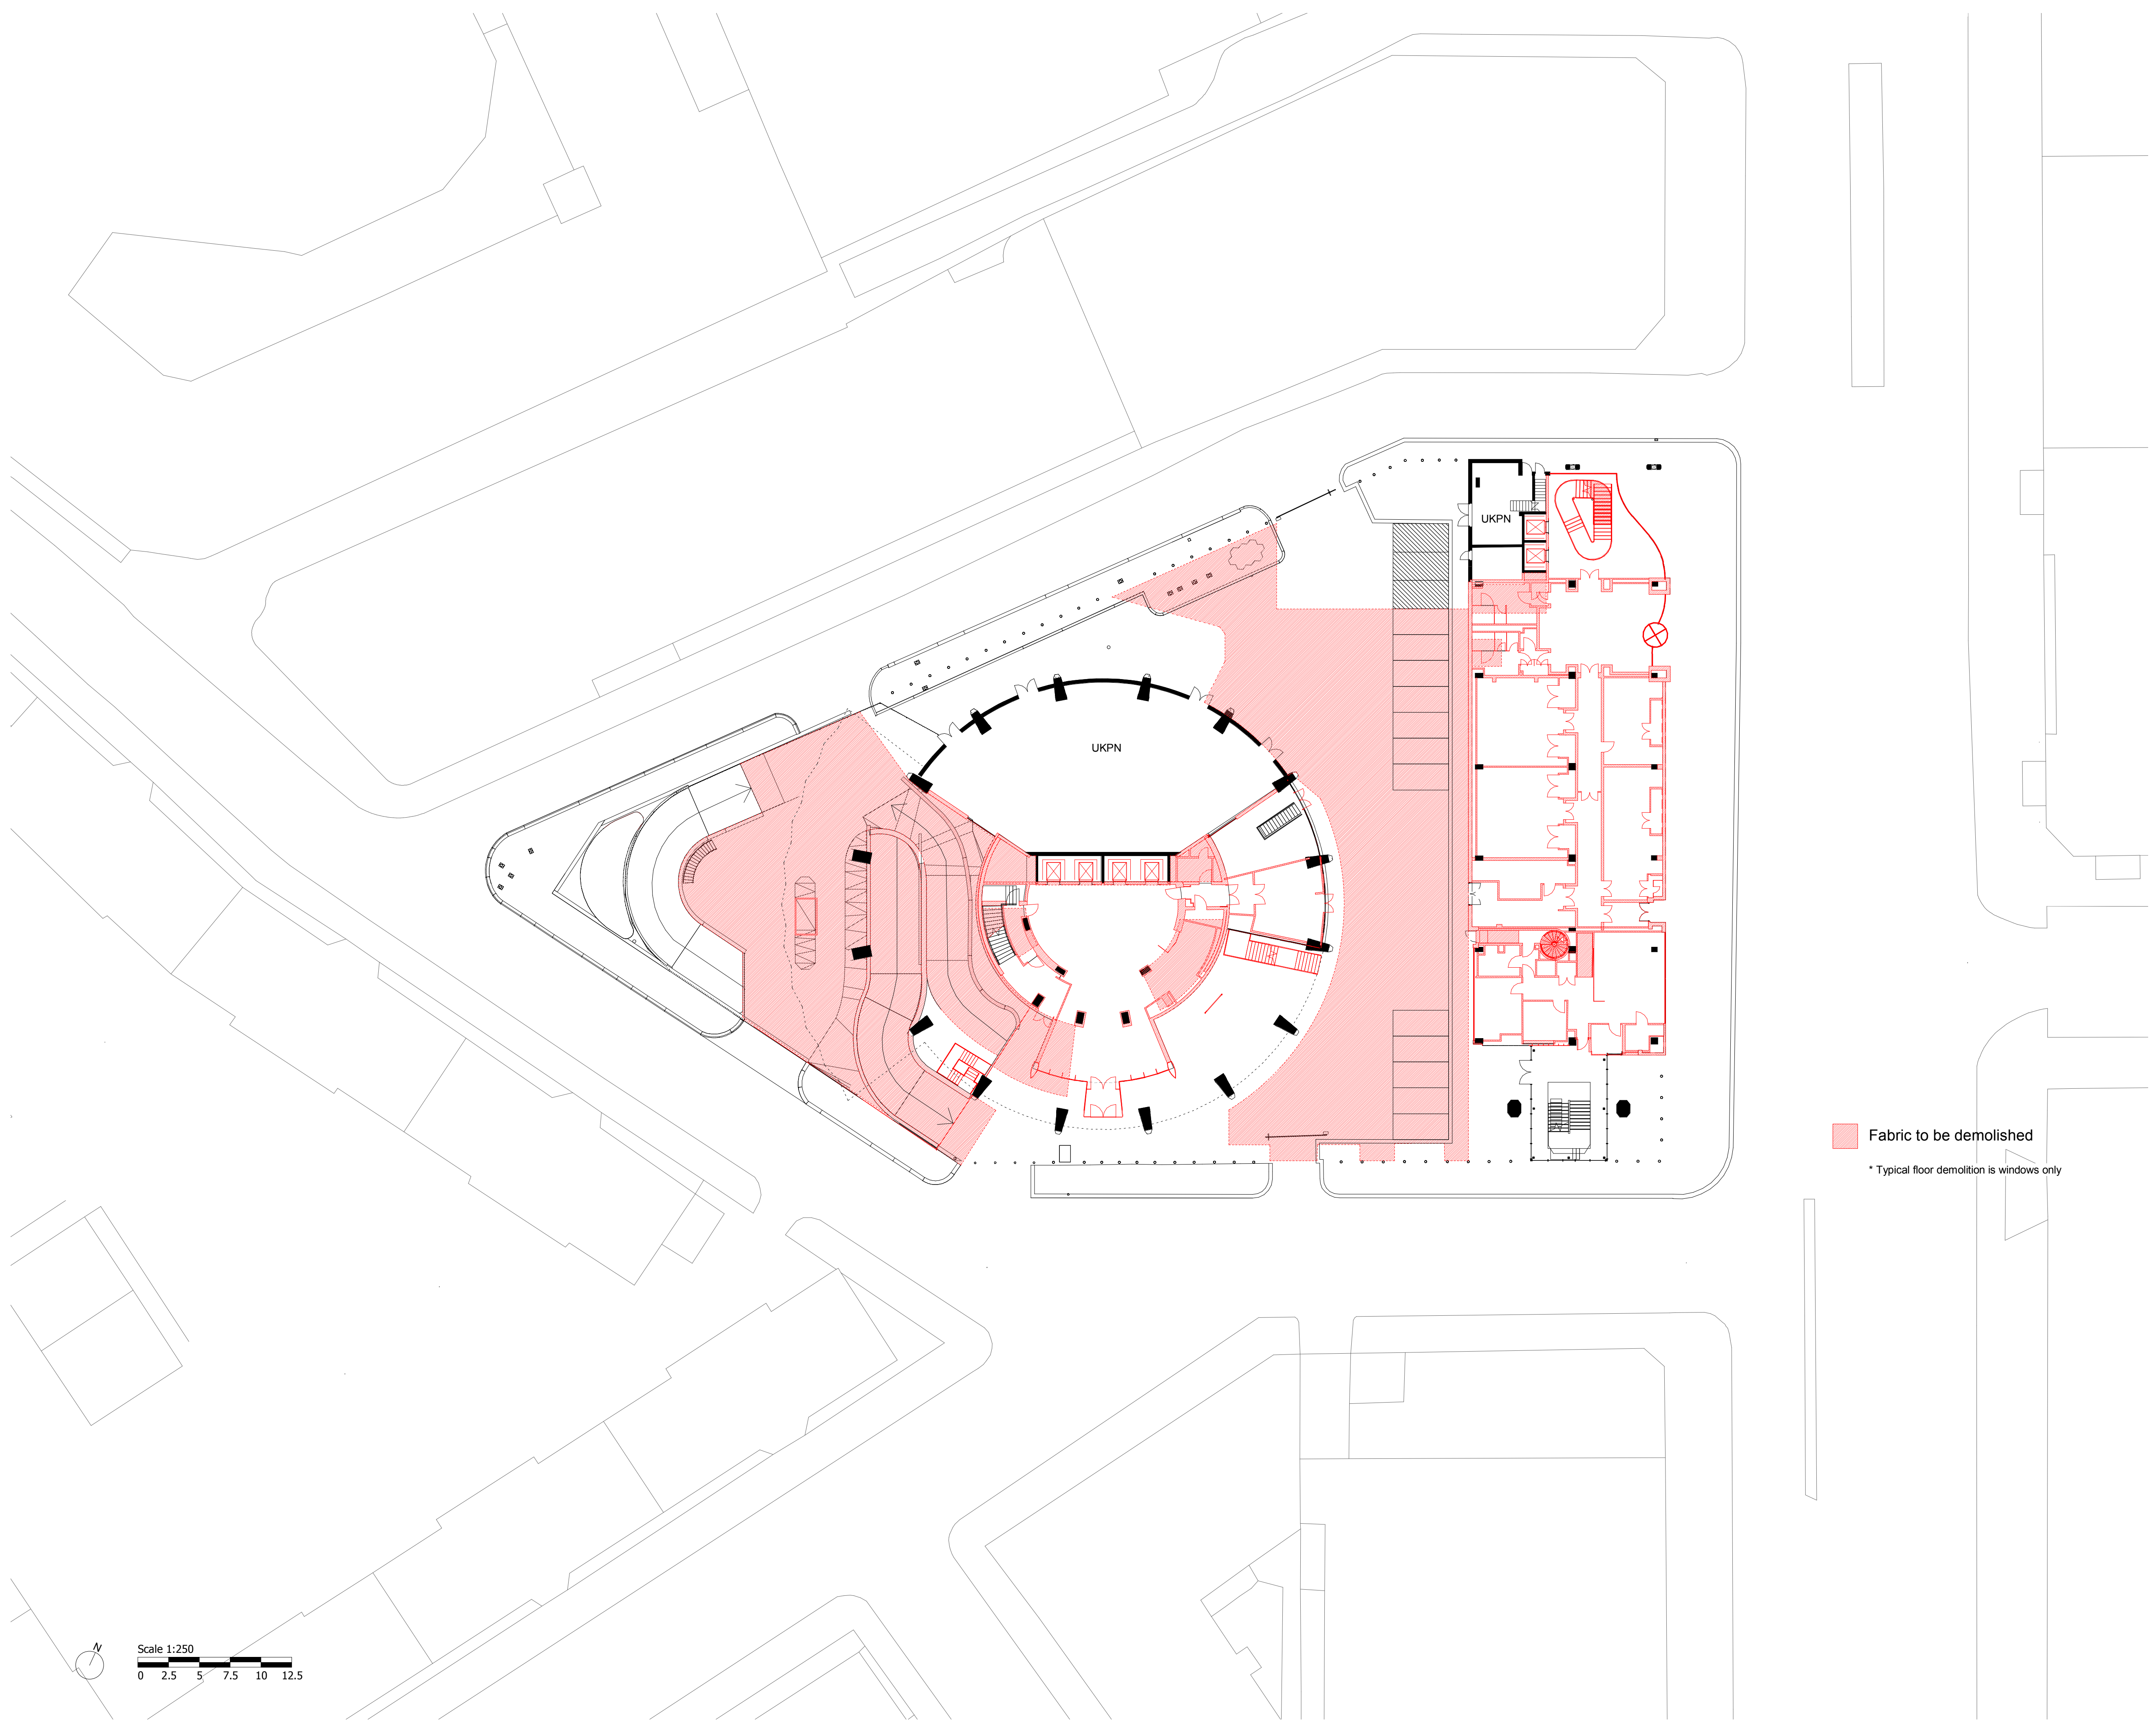 UKPN
UKPN
Fabric to be demolished
* Typical floor demolition is windows only
N
Scale 1:250
0 2.5 5 7.5 10 12.5